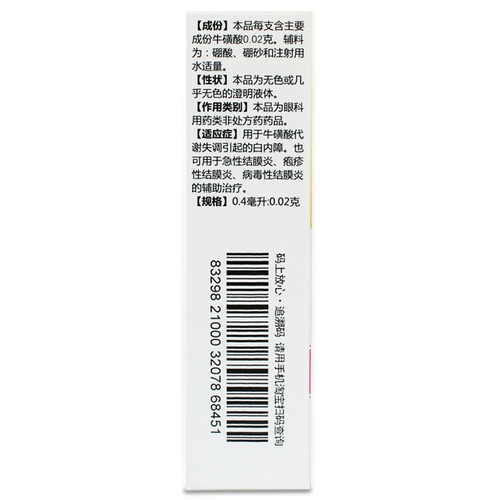 【成份】本品每支含主要
成份牛磺酸0.02克。辅料
为：硼酸、硼砂和注射用
水适量。
【性状】本品为无色或几
乎无色的澄明液体。
【作用类别】本品为眼科
用药类非处方药药品。
【适应症】用于牛磺酸代
谢失调引起的白内障。也
可用于急性结膜炎、疱疹
性结膜炎、病毒性结膜炎
的辅助治疗。
【规格】0.4毫升:0.02克
码上放心·追溯码 请用手机淘宝扫码查询
83298 21000 32078 68451